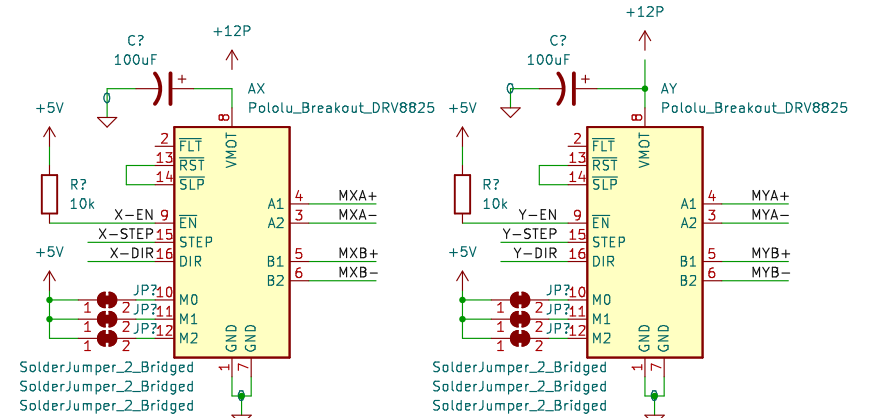 +12P
C?
100uF
+
0
AX
Pololu_Breakout_DRV8825
+5V
8
VMOT
2
FLT
13
RST
14
SLP
R?
10k
A1
4
MXA+
A2
3
MXA-
X-EN
9
EN
X-STEP
15
STEP
X-DIR
16
DIR
B1
5
MXB+
B2
6
MXB-
+5V
JP?
1
2
10
M0
JP?
1
2
11
M1
JP?
1
2
12
M2
GND
GND
1
7
SolderJumper_2_Bridged
SolderJumper_2_Bridged
SolderJumper_2_Bridged
0
+12P
C?
100uF
+
0
AY
Pololu_Breakout_DRV8825
+5V
8
VMOT
2
FLT
13
RST
14
SLP
R?
10k
A1
4
MYA+
A2
3
MYA-
Y-EN
9
EN
Y-STEP
15
STEP
Y-DIR
16
DIR
B1
5
MYB+
B2
6
MYB-
+5V
JP?
1
2
10
M0
JP?
1
2
11
M1
JP?
1
2
12
M2
GND
GND
1
7
SolderJumper_2_Bridged
SolderJumper_2_Bridged
SolderJumper_2_Bridged
0